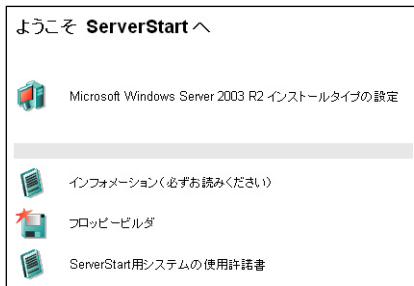 ようこそ ServerStart へ
Microsoft Windows Server 2003 R2 インストールタイプの設定
インフォメーション(必ずお読みください)
フロッピービルダ
ServerStart用システムの使用許諾書